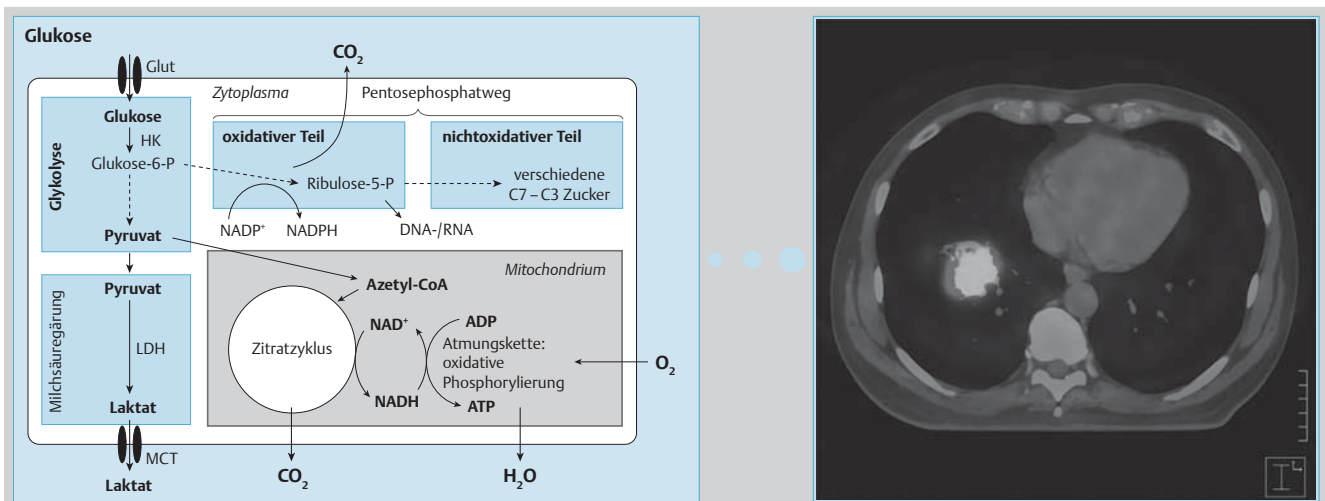 Glukose
Glut
CO₂
Zytoplasma
Pentosephosphatweg
Glykolyse
Glukose
HK
Glukose-6-P
Pyruvat
oxidativer Teil
Ribulose-5-P
NADP⁺
NADPH
DNA-/RNA
nichtoxidativer Teil
verschiedene
C7 – C3 Zucker
Milchsäuregärung
Pyruvat
LDH
Laktat
MCT
Laktat
Mitochondrium
Azetyl-CoA
Zitratzyklus
NAD⁺
NADH
ADP
Atmungskette:
oxidative
Phosphorylierung
ATP
O₂
CO₂
H₂O